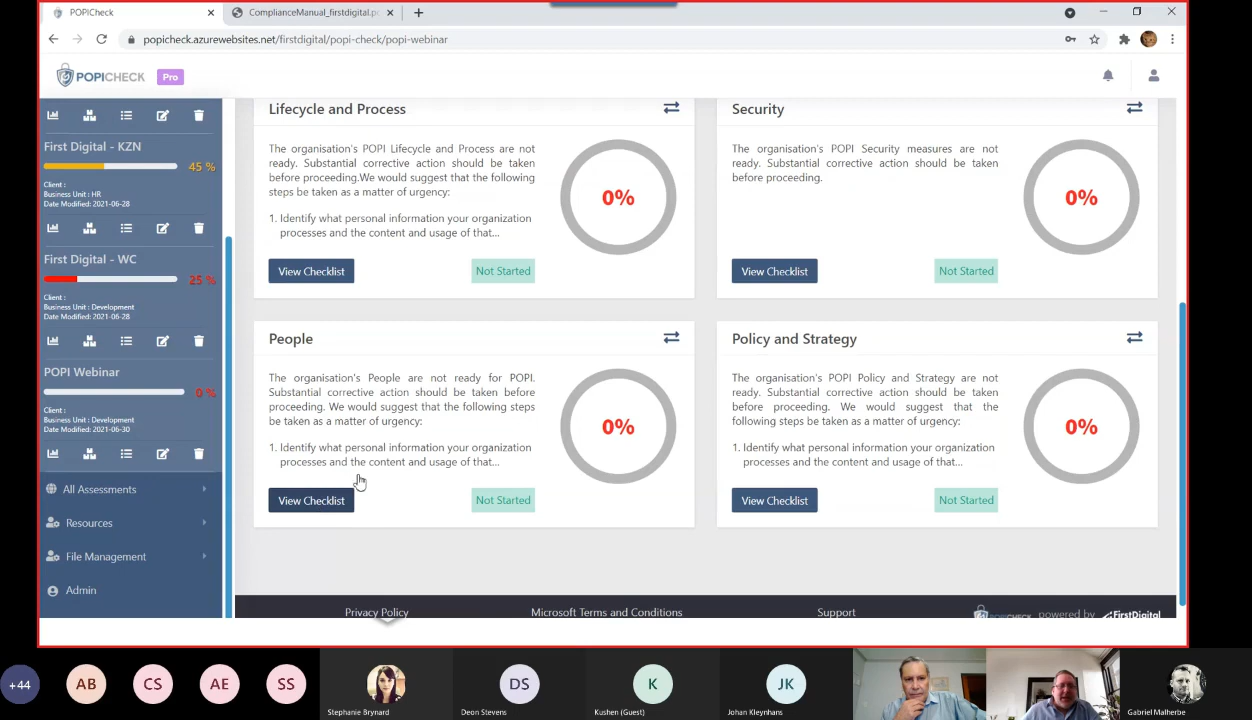 POPICheck
ComplianceManual_firstdigital.p
popicheck.azurewebsites.net/firstdigital/popi-check/popi-webinar
POPICHECK
Pro
First Digital - KZN
45 %
Client :
Business Unit : HR
Date Modified: 2021-06-28
First Digital - WC
25 %
Client :
Business Unit : Development
Date Modified: 2021-06-28
POPI Webinar
0 %
Client :
Business Unit : Development
Date Modified: 2021-06-30
All Assessments
Resources
File Management
Admin
Lifecycle and Process
The organisation's POPI Lifecycle and Process are not
ready. Substantial corrective action should be taken
before proceeding.We would suggest that the following
steps be taken as a matter of urgency:
1. Identify what personal information your organization
processes and the content and usage of that...
0%
View Checklist
Not Started
Security
The organisation's POPI Security measures are not
ready. Substantial corrective action should be taken
before proceeding.
0%
View Checklist
Not Started
People
The organisation's People are not ready for POPI.
Substantial corrective action should be taken before
proceeding. We would suggest that the following steps
be taken as a matter of urgency:
1. Identify what personal information your organization
processes and the content and usage of that...
0%
View Checklist
Not Started
Policy and Strategy
The organisation's POPI Policy and Strategy are not
ready. Substantial corrective action should be taken
before proceeding. We would suggest that the
following steps be taken as a matter of urgency:
1. Identify what personal information your organization
processes and the content and usage of that...
0%
View Checklist
Not Started
Privacy Policy
Microsoft Terms and Conditions
Support
POPICHECK
powered by
FirstDigital
+44
AB
CS
AE
SS
Stephanie Brynard
DS
Deon Stevens
K
Kushen (Guest)
JK
Johan Kleynhans
Gabriel Malherbe